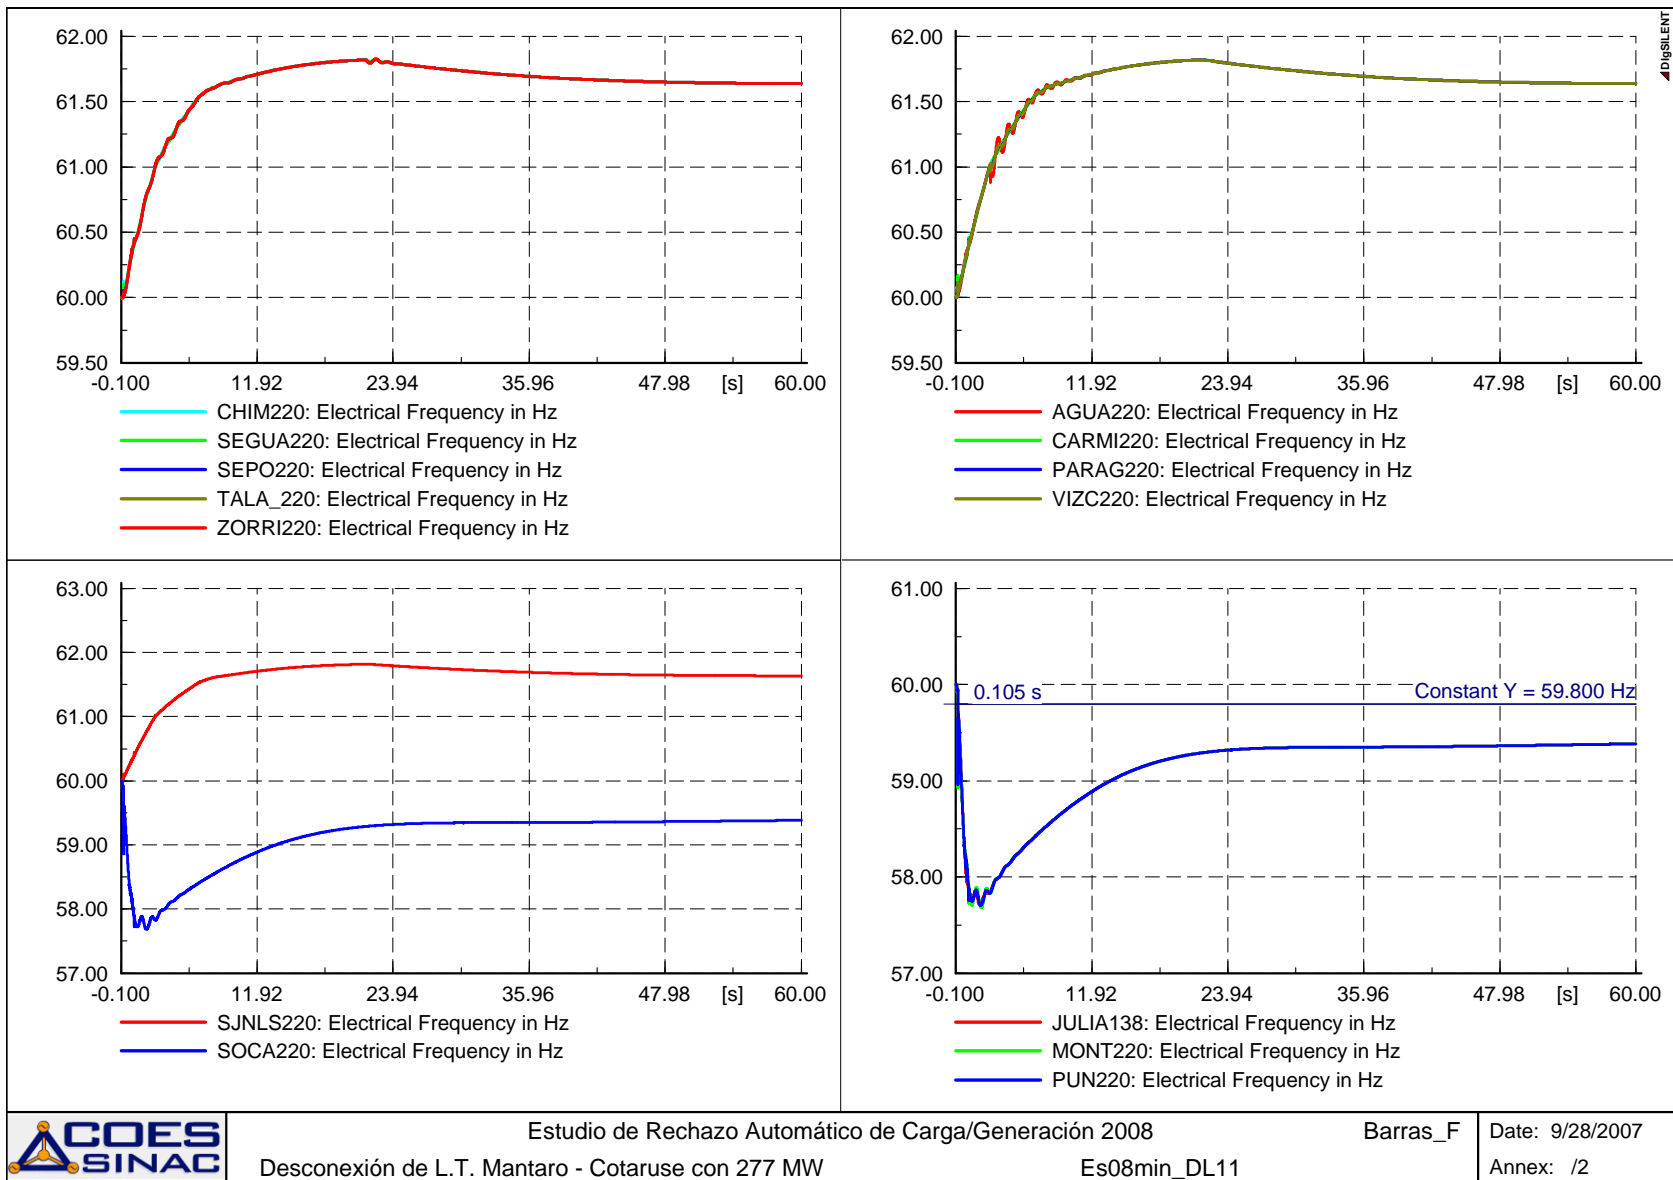 62.00
61.50
61.00
60.50
60.00
59.50
-0.100 11.92 23.94 35.96 47.98 [s] 60.00
CHIM220: Electrical Frequency in Hz
SEGUA220: Electrical Frequency in Hz
SEPO220: Electrical Frequency in Hz
TALA_220: Electrical Frequency in Hz
ZORRI220: Electrical Frequency in Hz
DIgSILENT
62.00
61.50
61.00
60.50
60.00
59.50
-0.100 11.92 23.94 35.96 47.98 [s] 60.00
AGUA220: Electrical Frequency in Hz
CARMI220: Electrical Frequency in Hz
PARAG220: Electrical Frequency in Hz
VIZC220: Electrical Frequency in Hz
63.00
62.00
61.00
60.00
59.00
58.00
57.00
-0.100 11.92 23.94 35.96 47.98 [s] 60.00
SJNLS220: Electrical Frequency in Hz
SOCA220: Electrical Frequency in Hz
61.00
60.00
59.00
58.00
57.00
0.105 s
Constant Y = 59.800 Hz
-0.100 11.92 23.94 35.96 47.98 [s] 60.00
JULIA138: Electrical Frequency in Hz
MONT220: Electrical Frequency in Hz
PUN220: Electrical Frequency in Hz
COES
SINAC
Estudio de Rechazo Automático de Carga/Generación 2008 Barras_F
Desconexión de L.T. Mantaro - Cotaruse con 277 MW Es08min_DL11
Date: 9/28/2007
Annex: /2